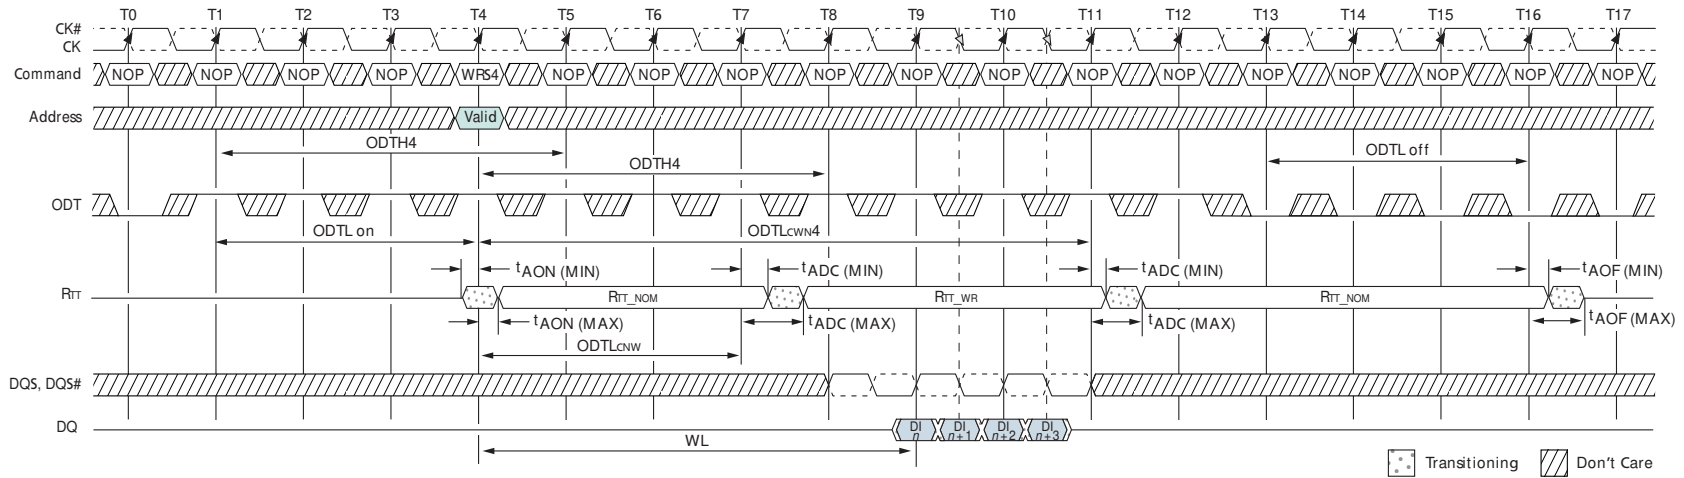 T0 T1 T2 T3 T4 T5 T6 T7 T8 T9 T10 T11 T12 T13 T14 T15 T16 T17
CK#
CK
Command NOP NOP NOP NOP WRS4 NOP NOP NOP NOP NOP NOP NOP NOP NOP NOP NOP NOP NOP
Address Valid
ODTH4 ODTL off
ODTH4
ODT
ODTL on ODTLCWN4
tAON (MIN) tADC (MIN) tADC (MIN) tAOF (MIN)
RTT RTT_NOM RTT_WR RTT_NOM
tAON (MAX) tADC (MAX) tADC (MAX) tAOF (MAX)
ODTLCNW
DQS, DQS#
DQ DI n DI n+1 DI n+2 DI n+3
WL
Transitioning Don't Care